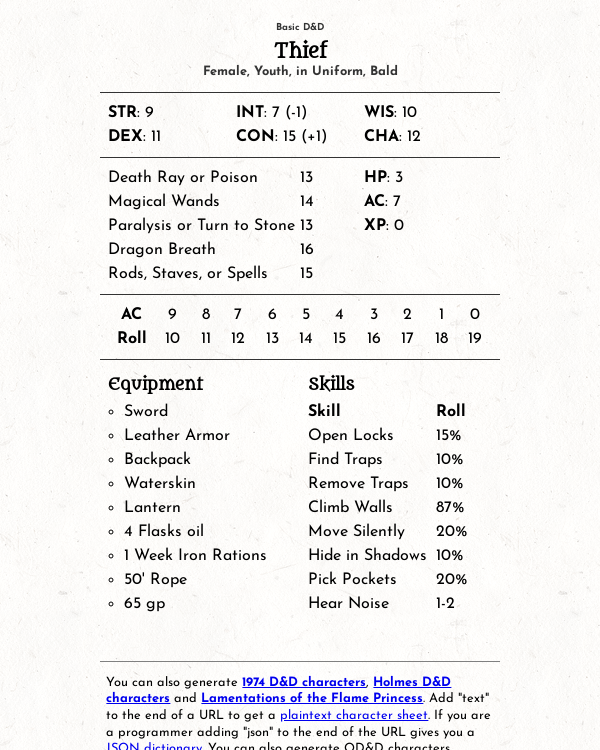 Basic D&D
Thief
Female, Youth, in Uniform, Bald
STR: 9 INT: 7 (-1) WIS: 10
DEX: 11 CON: 15 (+1) CHA: 12
Death Ray or Poison 13 HP: 3
Magical Wands 14 AC: 7
Paralysis or Turn to Stone 13 XP: 0
Dragon Breath 16
Rods, Staves, or Spells 15
AC 9 8 7 6 5 4 3 2 1 0
Roll 10 11 12 13 14 15 16 17 18 19
Equipment Skills
◦ Sword Skill Roll
◦ Leather Armor Open Locks 15%
◦ Backpack Find Traps 10%
◦ Waterskin Remove Traps 10%
◦ Lantern Climb Walls 87%
◦ 4 Flasks oil Move Silently 20%
◦ 1 Week Iron Rations Hide in Shadows 10%
◦ 50' Rope Pick Pockets 20%
◦ 65 gp Hear Noise 1-2
You can also generate 1974 D&D characters, Holmes D&D
characters and Lamentations of the Flame Princess. Add "text"
to the end of a URL to get a plaintext character sheet. If you are
a programmer adding "json" to the end of the URL gives you a
JSON dictionary. You can also generate OD&D characters